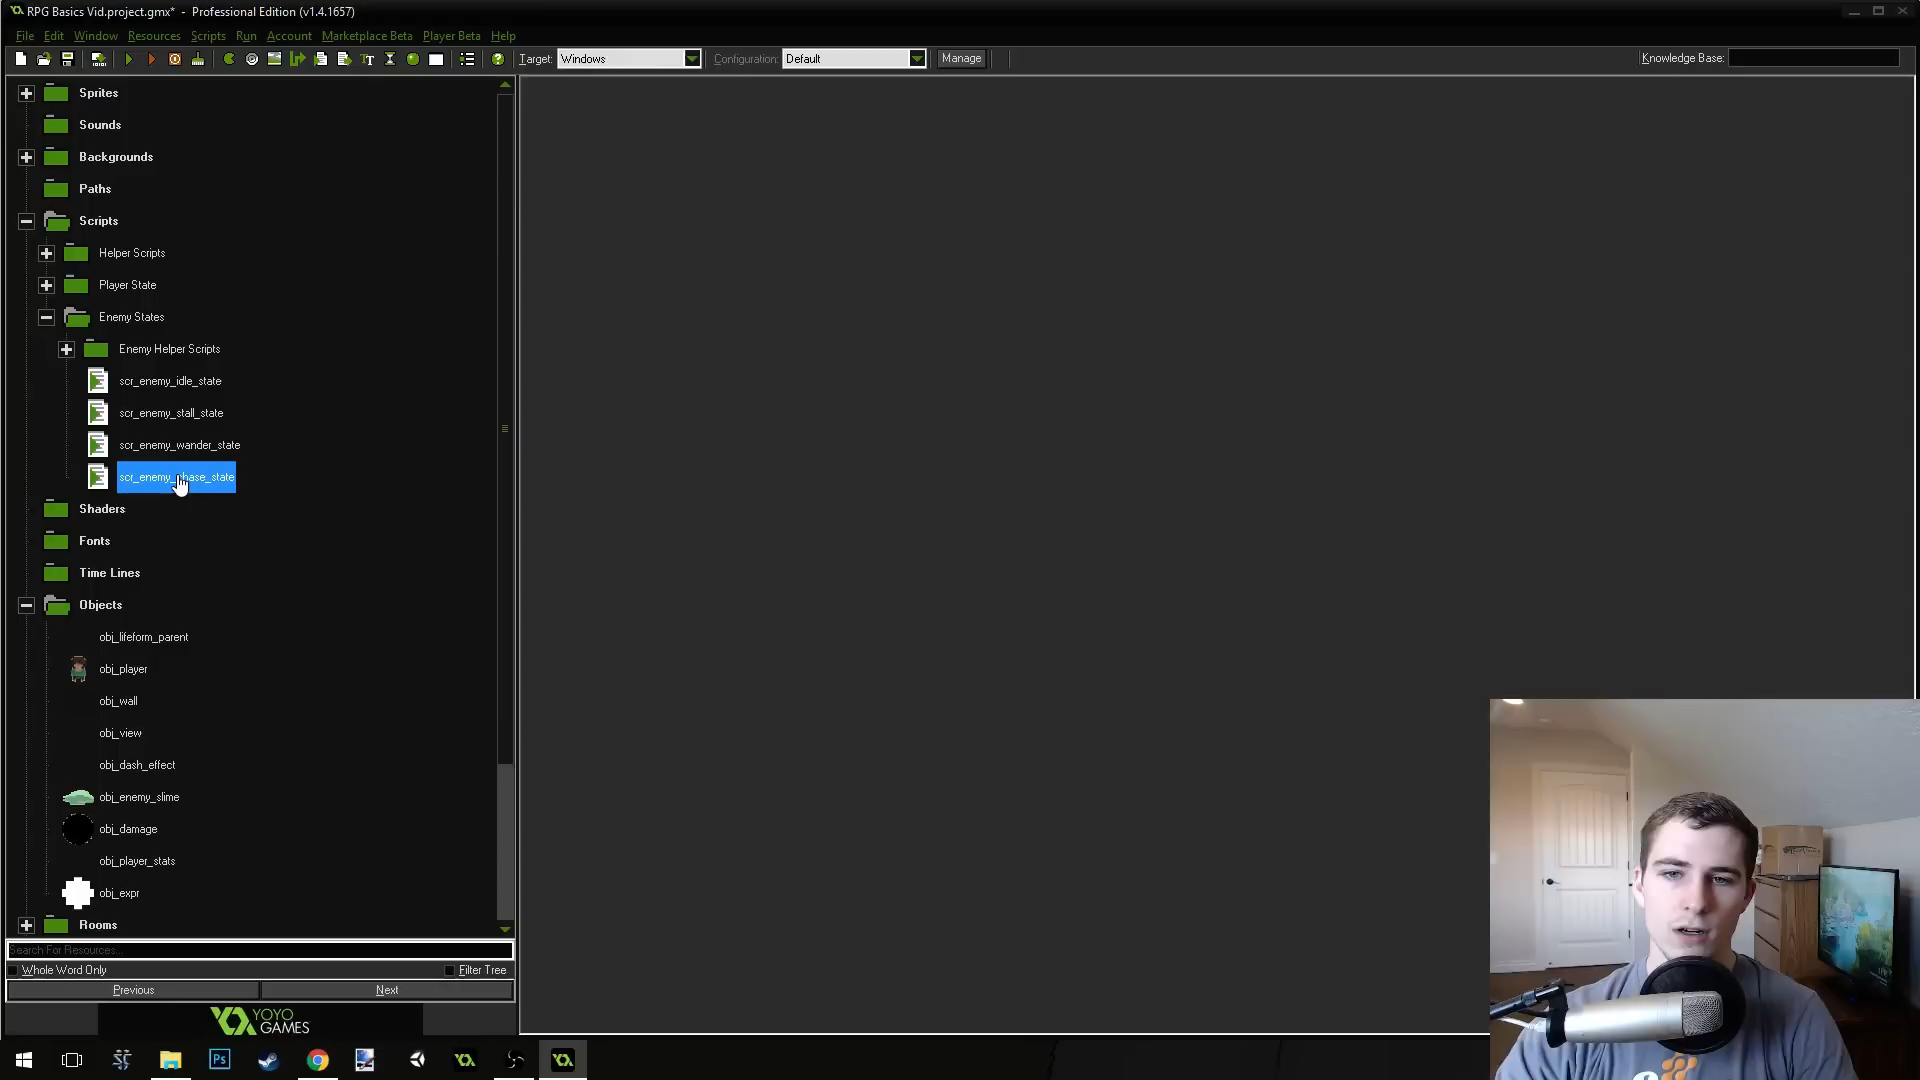 RPG Basics Vid.project.gmx* - Professional Edition (v1.4.1657)
File Edit Window Resources Scripts Run Account Marketplace Beta Player Beta Help
Target: Windows Configuration: Default Manage Knowledge Base:
Sprites
Sounds
Backgrounds
Paths
Scripts
Helper Scripts
Player State
Enemy States
Enemy Helper Scripts
scr_enemy_idle_state
scr_enemy_stall_state
scr_enemy_wander_state
scr_enemy_chase_state
Shaders
Fonts
Time Lines
Objects
obj_lifeform_parent
obj_player
obj_wall
obj_view
obj_dash_effect
obj_enemy_slime
obj_damage
obj_player_stats
obj_expr
Rooms
Search For Resources...
Whole Word Only Filter Tree
Previous Next
YOYO
GAMES
Ps